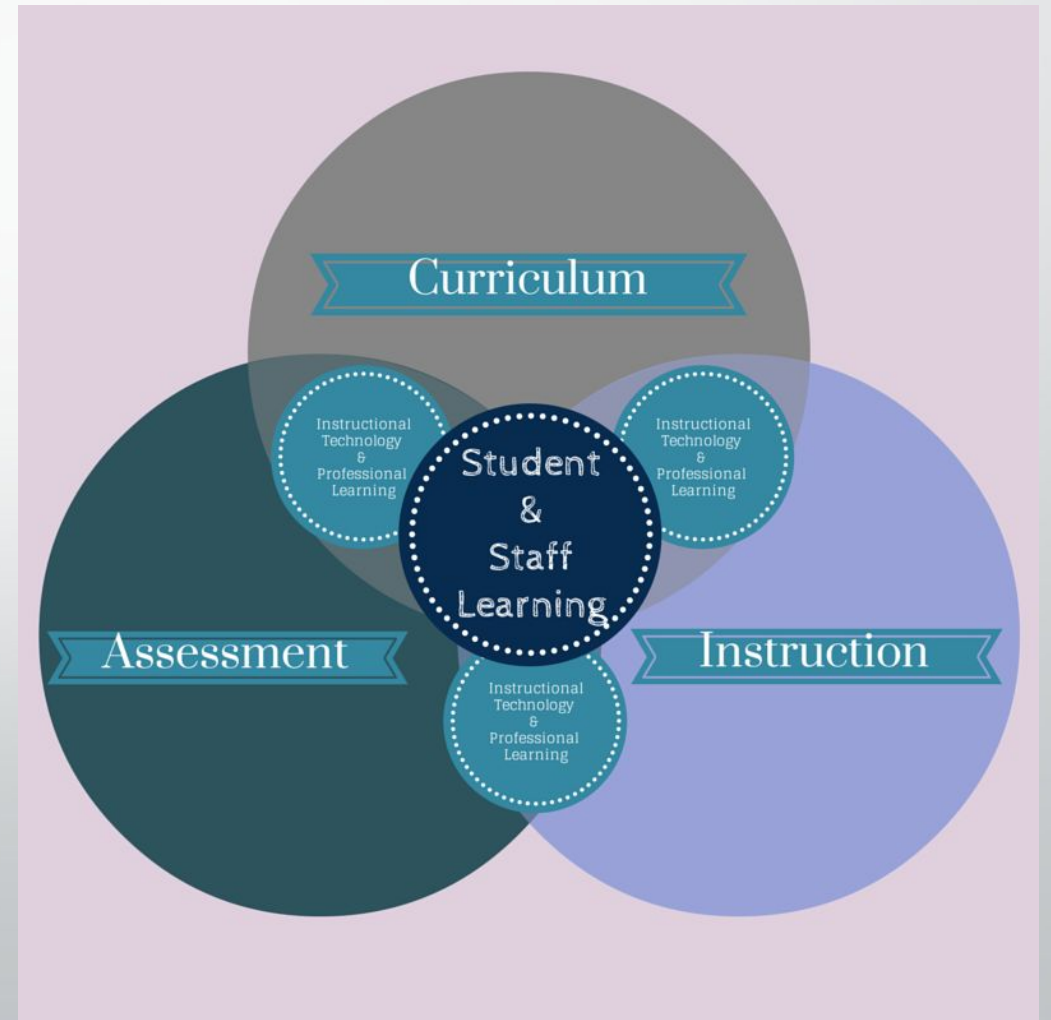 Curriculum
Instructional
Technology
&
Professional
Learning
Student
&
Staff
Learning
Instructional
Technology
&
Professional
Learning
Assessment
Instruction
Instructional
Technology
&
Professional
Learning